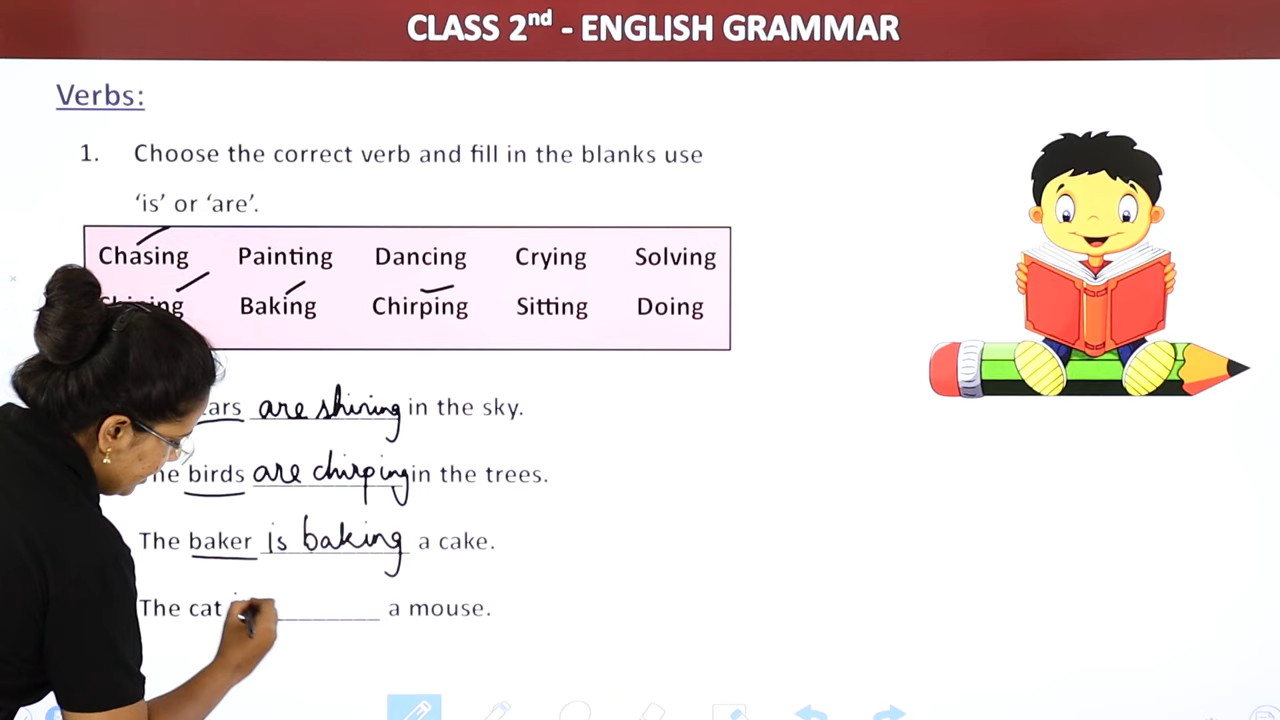 CLASS 2nd - ENGLISH GRAMMAR
Verbs:
1. Choose the correct verb and fill in the blanks use
‘is’ or ‘are’.
Chasing Painting Dancing Crying Solving
Shining Baking Chirping Sitting Doing
are shining in the sky.
birds are chirping in the trees.
The baker is baking a cake.
The cat ________ a mouse.